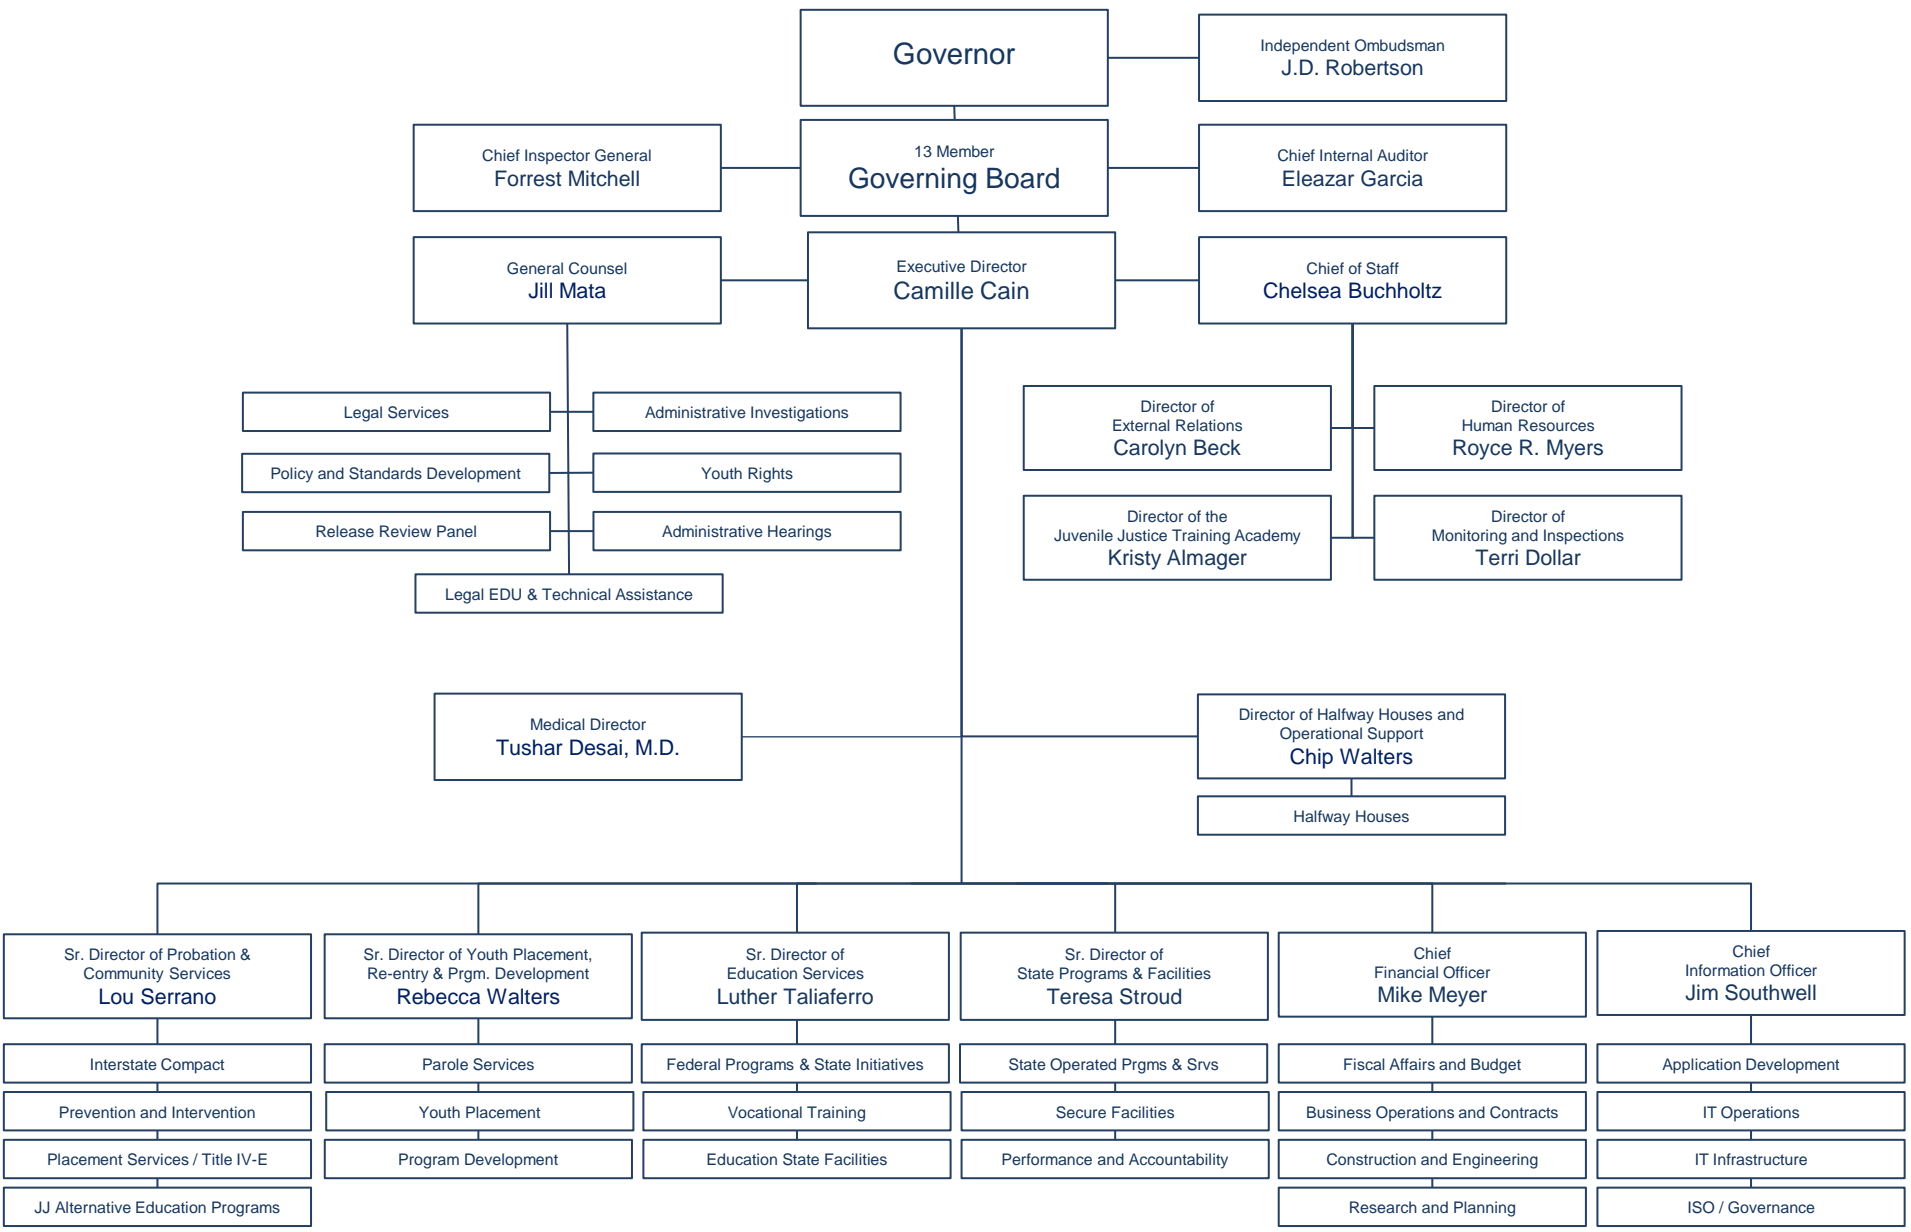 Governor
Independent Ombudsman
J.D. Robertson
Chief Inspector General
Forrest Mitchell
13 Member
Governing Board
Chief Internal Auditor
Eleazar Garcia
General Counsel
Jill Mata
Executive Director
Camille Cain
Chief of Staff
Chelsea Buchholtz
Legal Services
Administrative Investigations
Policy and Standards Development
Youth Rights
Release Review Panel
Administrative Hearings
Legal EDU & Technical Assistance
Director of
External Relations
Carolyn Beck
Director of
Human Resources
Royce R. Myers
Director of the
Juvenile Justice Training Academy
Kristy Almager
Director of
Monitoring and Inspections
Terri Dollar
Medical Director
Tushar Desai, M.D.
Director of Halfway Houses and
Operational Support
Chip Walters
Halfway Houses
Sr. Director of Probation &
Community Services
Lou Serrano
Interstate Compact
Prevention and Intervention
Placement Services / Title IV-E
JJ Alternative Education Programs
Sr. Director of Youth Placement,
Re-entry & Prgm. Development
Rebecca Walters
Parole Services
Youth Placement
Program Development
Sr. Director of
Education Services
Luther Taliaferro
Federal Programs & State Initiatives
Vocational Training
Education State Facilities
Sr. Director of
State Programs & Facilities
Teresa Stroud
State Operated Prgms & Srvs
Secure Facilities
Performance and Accountability
Chief
Financial Officer
Mike Meyer
Fiscal Affairs and Budget
Business Operations and Contracts
Construction and Engineering
Research and Planning
Chief
Information Officer
Jim Southwell
Application Development
IT Operations
IT Infrastructure
ISO / Governance